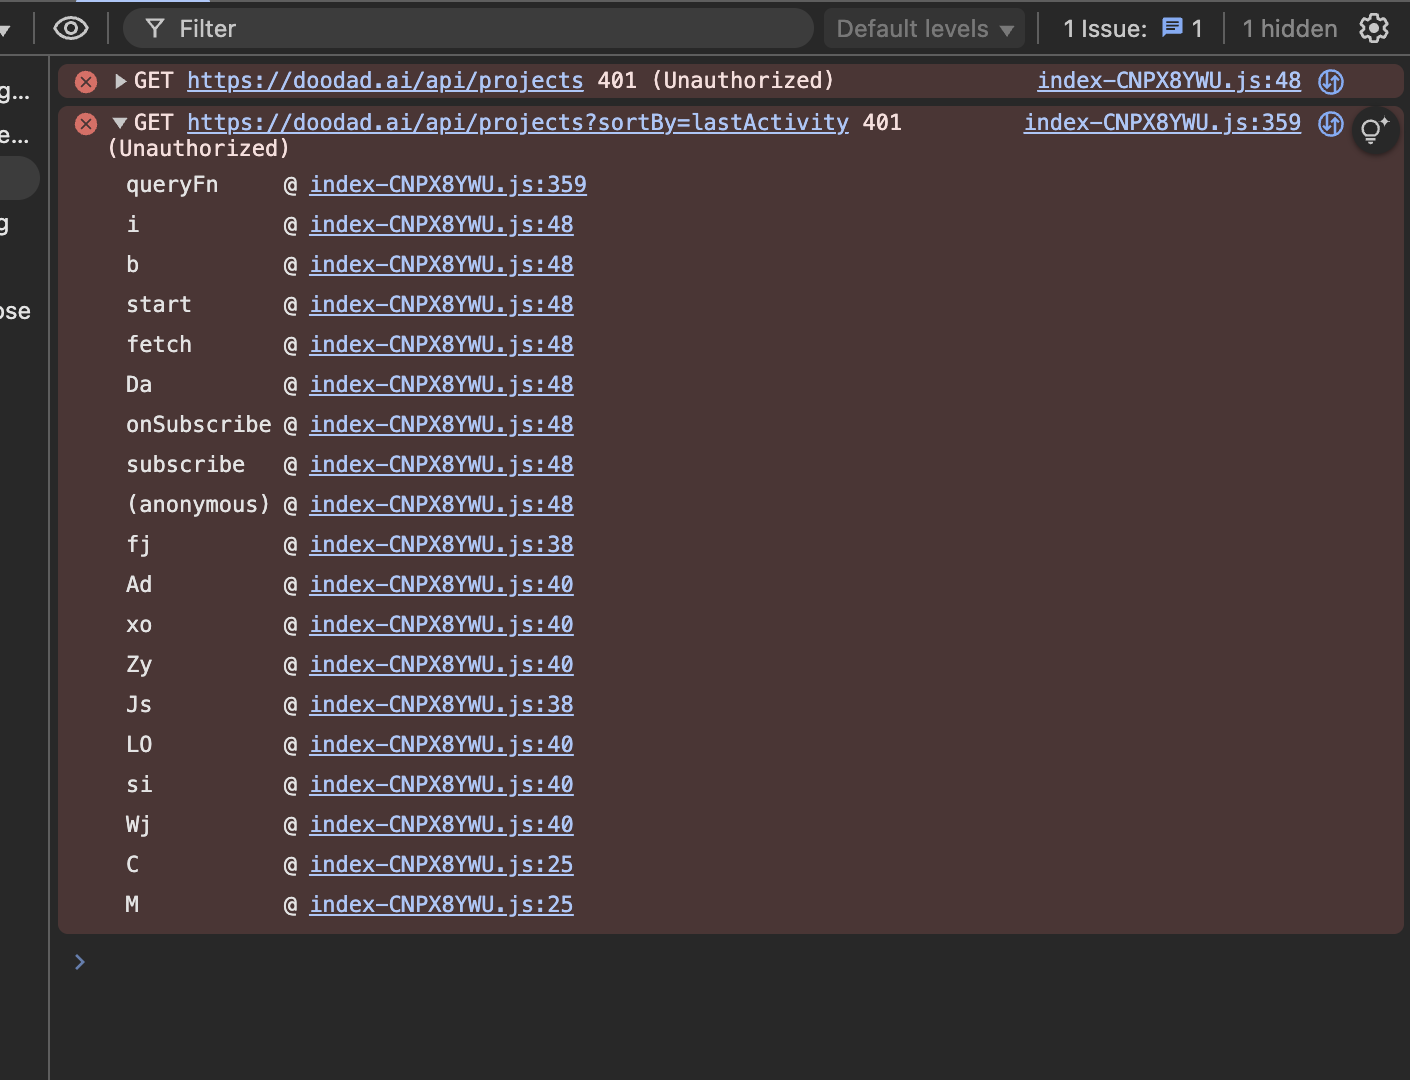 Filter
Default levels
1 Issue: 1
1 hidden
g...
GET https://doodad.ai/api/projects 401 (Unauthorized) index-CNPX8YWU.js:48
GET https://doodad.ai/api/projects?sortBy=lastActivity 401 index-CNPX8YWU.js:359
e...
(Unauthorized)
queryFn @ index-CNPX8YWU.js:359
g
i @ index-CNPX8YWU.js:48
b @ index-CNPX8YWU.js:48
start @ index-CNPX8YWU.js:48
ose
fetch @ index-CNPX8YWU.js:48
Da @ index-CNPX8YWU.js:48
onSubscribe @ index-CNPX8YWU.js:48
subscribe @ index-CNPX8YWU.js:48
(anonymous) @ index-CNPX8YWU.js:48
fj @ index-CNPX8YWU.js:38
Ad @ index-CNPX8YWU.js:40
xo @ index-CNPX8YWU.js:40
Zy @ index-CNPX8YWU.js:40
Js @ index-CNPX8YWU.js:38
LO @ index-CNPX8YWU.js:40
si @ index-CNPX8YWU.js:40
Wj @ index-CNPX8YWU.js:40
C @ index-CNPX8YWU.js:25
M @ index-CNPX8YWU.js:25